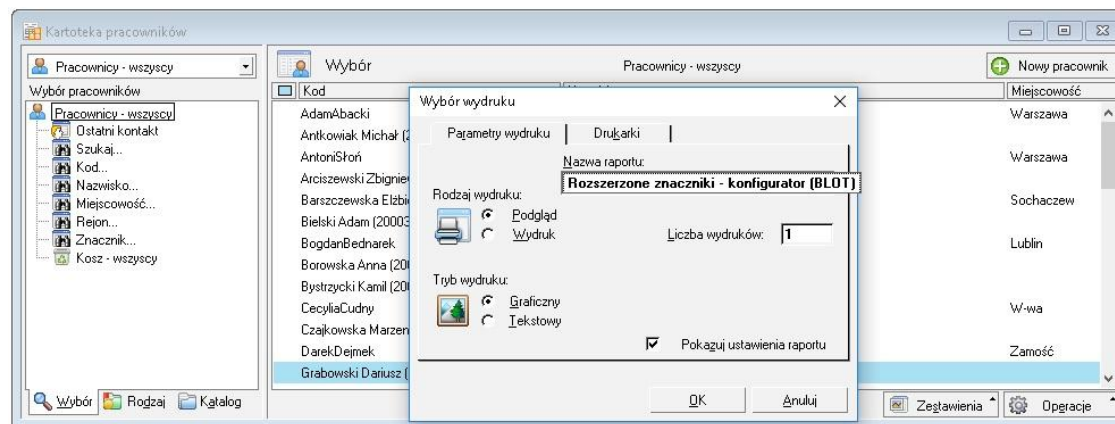 Kartoteka pracowników
Pracownicy - wszyscy
Wybór pracowników
Pracownicy - wszyscy
Ostatni kontakt
Szukaj...
Kod...
Nazwisko...
Miejscowość...
Rejon...
Znacznik...
Kosz - wszyscy
Wybór
Rodzaj
Katalog
Wybór
Pracownicy - wszyscy
Nowy pracownik
Kod
Miejscowość
AdamAbacki
Warszawa
Antkowiak Michał (2
AntoniSłoń
Warszawa
Arciszewski Zbigniew
Barszczewska Elżbi
Sochaczew
Bielski Adam (20003
BogdanBednarek
Lublin
Borowska Anna (20
Bystrzycki Kamil (20
CecyliaCudny
W-wa
Czajkowska Marzen
DarekDejmek
Zamość
Grabowski Dariusz (
Zestawienia
Operacje
Wybór wydruku
Parametry wydruku
Drukarki
Nazwa raportu:
Rozszerzone znaczniki - konfigurator (BLOT)
Rodzaj wydruku:
Podgląd
Wydruk
Liczba wydruków:
1
Tryb wydruku:
Graficzny
Tekstowy
Pokazuj ustawienia raportu
OK
Anuluj